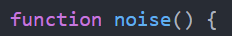 function noise() {